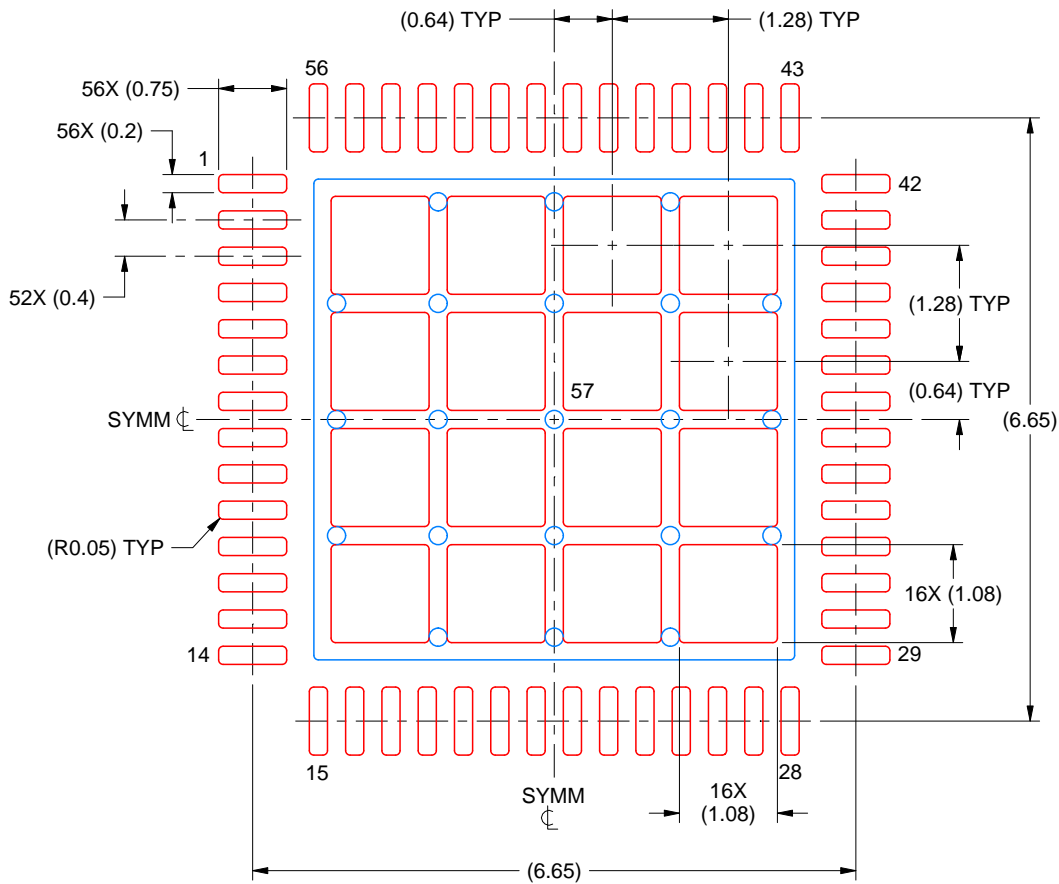 (0.64) TYP
(1.28) TYP
56
43
56X (0.75)
56X (0.2)
1
42
52X (0.4)
(1.28) TYP
57
(0.64) TYP
SYMM ℄
(6.65)
(R0.05) TYP
16X (1.08)
14
29
15
28
16X
(1.08)
SYMM
℄
(6.65)